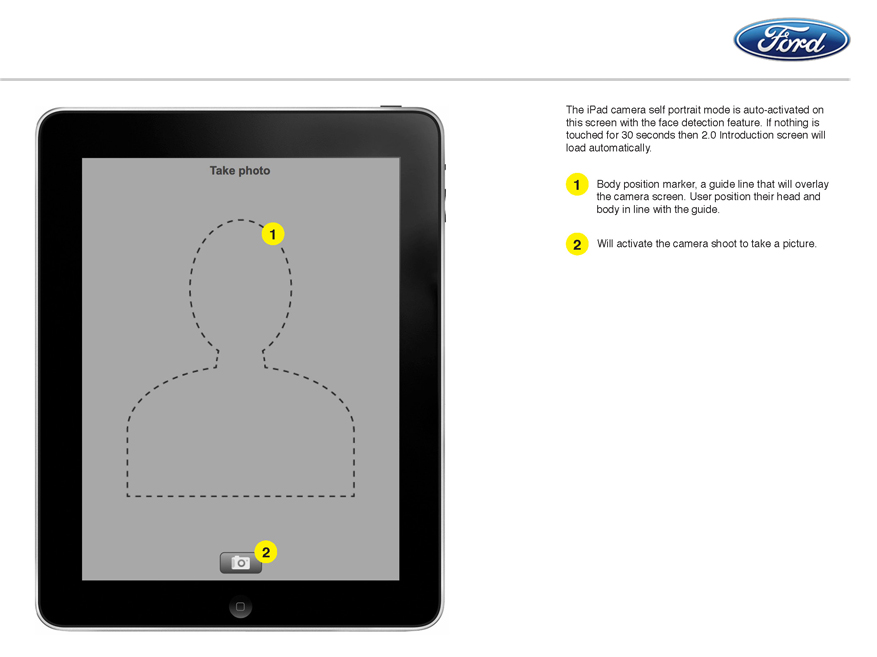 Ford
Take photo
1
2
The iPad camera self portrait mode is auto-activated on
this screen with the face detection feature. If nothing is
touched for 30 seconds then 2.0 Introduction screen will
load automatically.
1 Body position marker, a guide line that will overlay
the camera screen. User position their head and
body in line with the guide.
2 Will activate the camera shoot to take a picture.